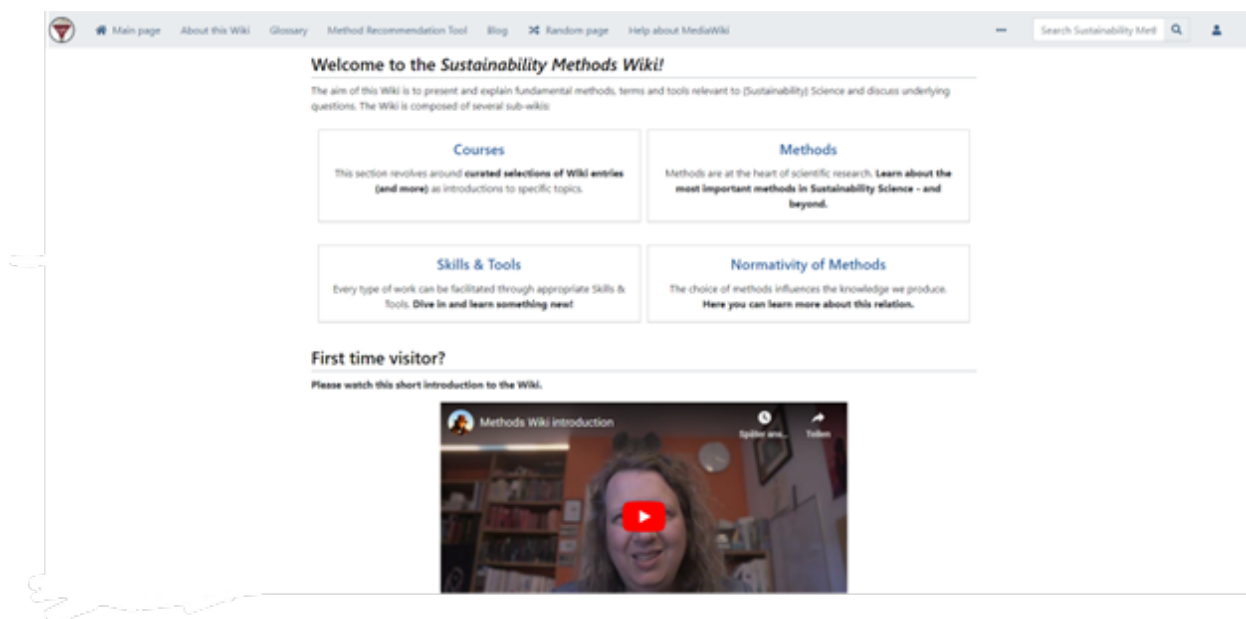 Main page About this Wiki Glossary Method Recommendation Tool Blog Random page Help about MediaWiki Search Sustainability Met
Welcome to the Sustainability Methods Wiki!
The aim of this Wiki is to present and explain fundamental methods, terms and tools relevant to (Sustainability) Science and discuss underlying
questions. The Wiki is composed of several sub-wikis:
Courses
This section revolves around curated selections of Wiki entries
(and more) as introductions to specific topics.
Methods
Methods are at the heart of scientific research. Learn about the
most important methods in Sustainability Science - and
beyond.
Skills & Tools
Every type of work can be facilitated through appropriate Skills &
Tools. Dive in and learn something new!
Normativity of Methods
The choice of methods influences the knowledge we produce.
Here you can learn more about this relation.
First time visitor?
Please watch this short introduction to the Wiki.
Methods Wiki introduction
Später ans...
Teilen